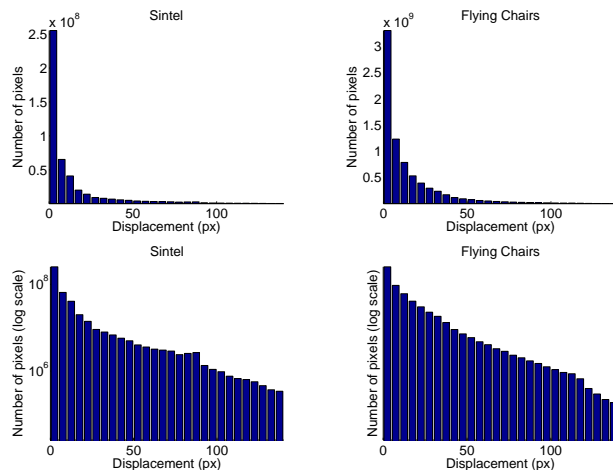 Sintel
x 10^8
2.5
2
1.5
1
0.5
0 50 100
Number of pixels
Displacement (px)
Flying Chairs
x 10^9
3
2.5
2
1.5
1
0.5
0 50 100
Number of pixels
Displacement (px)
Sintel
10^8
10^6
0 50 100
Number of pixels (log scale)
Displacement (px)
Flying Chairs
0 50 100
Number of pixels (log scale)
Displacement (px)